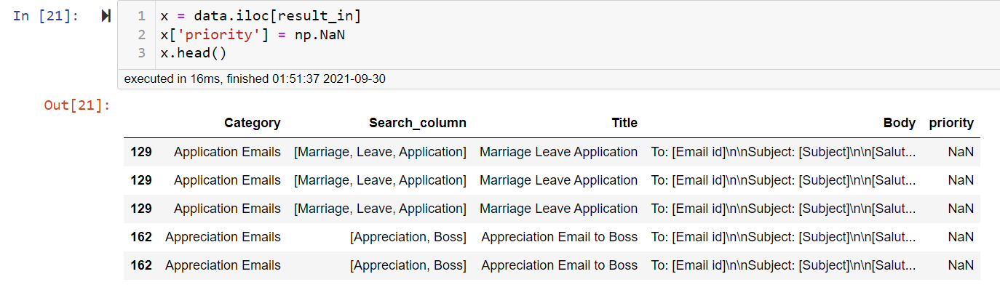 In [21]:
1 x = data.iloc[result_in]
2 x['priority'] = np.NaN
3 x.head()
executed in 16ms, finished 01:51:37 2021-09-30
Out[21]:
Category Search_column Title Body priority
129 Application Emails [Marriage, Leave, Application] Marriage Leave Application To: [Email id]\n\nSubject: [Subject]\n\n[Salut... NaN
129 Application Emails [Marriage, Leave, Application] Marriage Leave Application To: [Email id]\n\nSubject: [Subject]\n\n[Salut... NaN
129 Application Emails [Marriage, Leave, Application] Marriage Leave Application To: [Email id]\n\nSubject: [Subject]\n\n[Salut... NaN
162 Appreciation Emails [Appreciation, Boss] Appreciation Email to Boss To: [Email id]\n\nSubject: [Subject]\n\n[Salut... NaN
162 Appreciation Emails [Appreciation, Boss] Appreciation Email to Boss To: [Email id]\n\nSubject: [Subject]\n\n[Salut... NaN